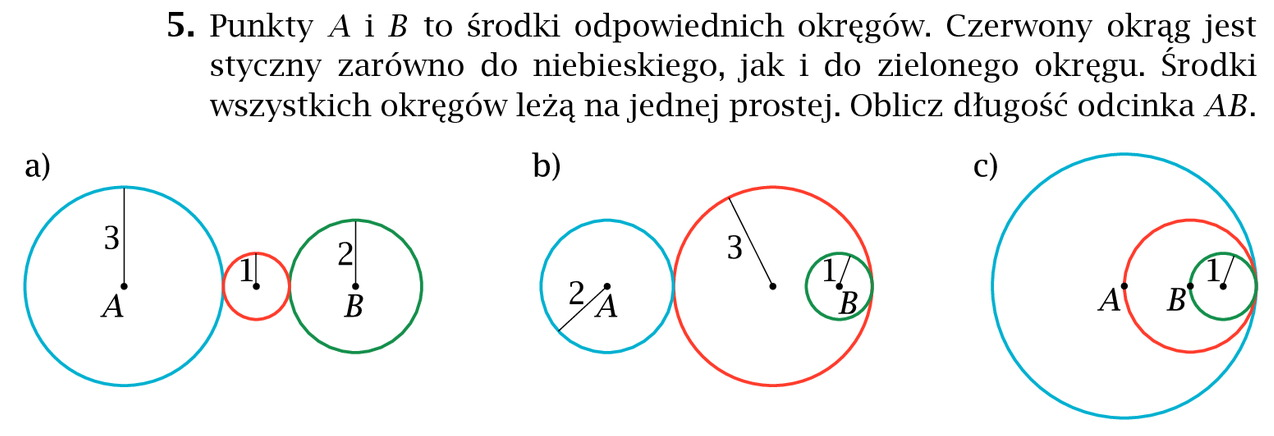 5. Punkty A i B to środki odpowiednich okręgów. Czerwony okrąg jest
styczny zarówno do niebieskiego, jak i do zielonego okręgu. Środki
wszystkich okręgów leżą na jednej prostej. Oblicz długość odcinka AB.
a)
3
A
1
2
B
b)
2
A
3
1
B
c)
A
B
1